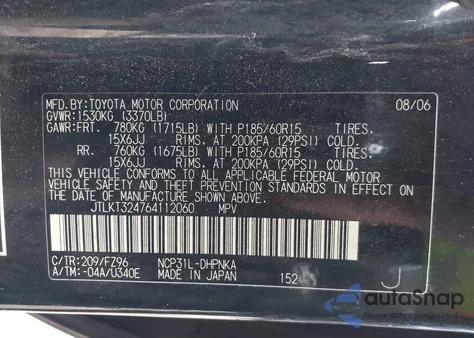 MFD.BY:TOYOTA MOTOR CORPORATION 08/06
GVWR:1530KG (3370LB)
GAWR:FRT. 780KG (1715LB) WITH P185/60R15 TIRES.
15X6JJ RIMS. AT 200KPA (29PSI) COLD.
RR. 760KG (1675LB) WITH P185/60R15 TIRES.
15X6JJ RIMS. AT 200KPA (29PSI) COLD.
THIS VEHICLE CONFORMS TO ALL APPLICABLE FEDERAL MOTOR
VEHICLE SAFETY, BUMPER, AND THEFT PREVENTION STANDARDS
IN EFFECT ON THE DATE OF MANUFACTURE SHOWN ABOVE.
JTLKT324764112060 MPV
C/TR:209/FZ96 NCP31L-DHPNKA
A/TM:-04A/U340E MADE IN JAPAN 152 J
autoSnap